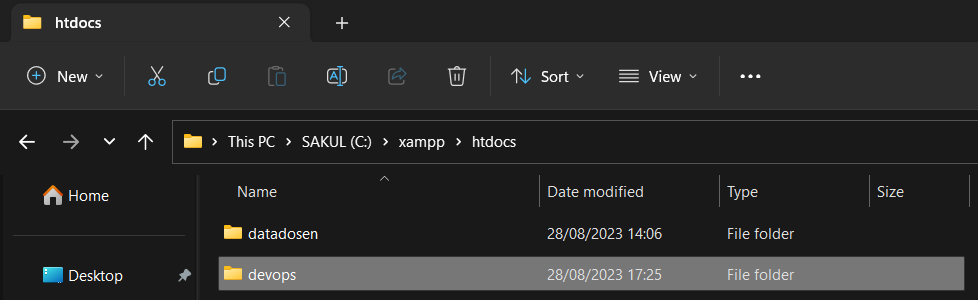 htdocs
New Sort View
This PC > SAKUL (C:) > xampp > htdocs
Home
Name Date modified Type Size
datadosen 28/08/2023 14:06 File folder
Desktop
devops 28/08/2023 17:25 File folder